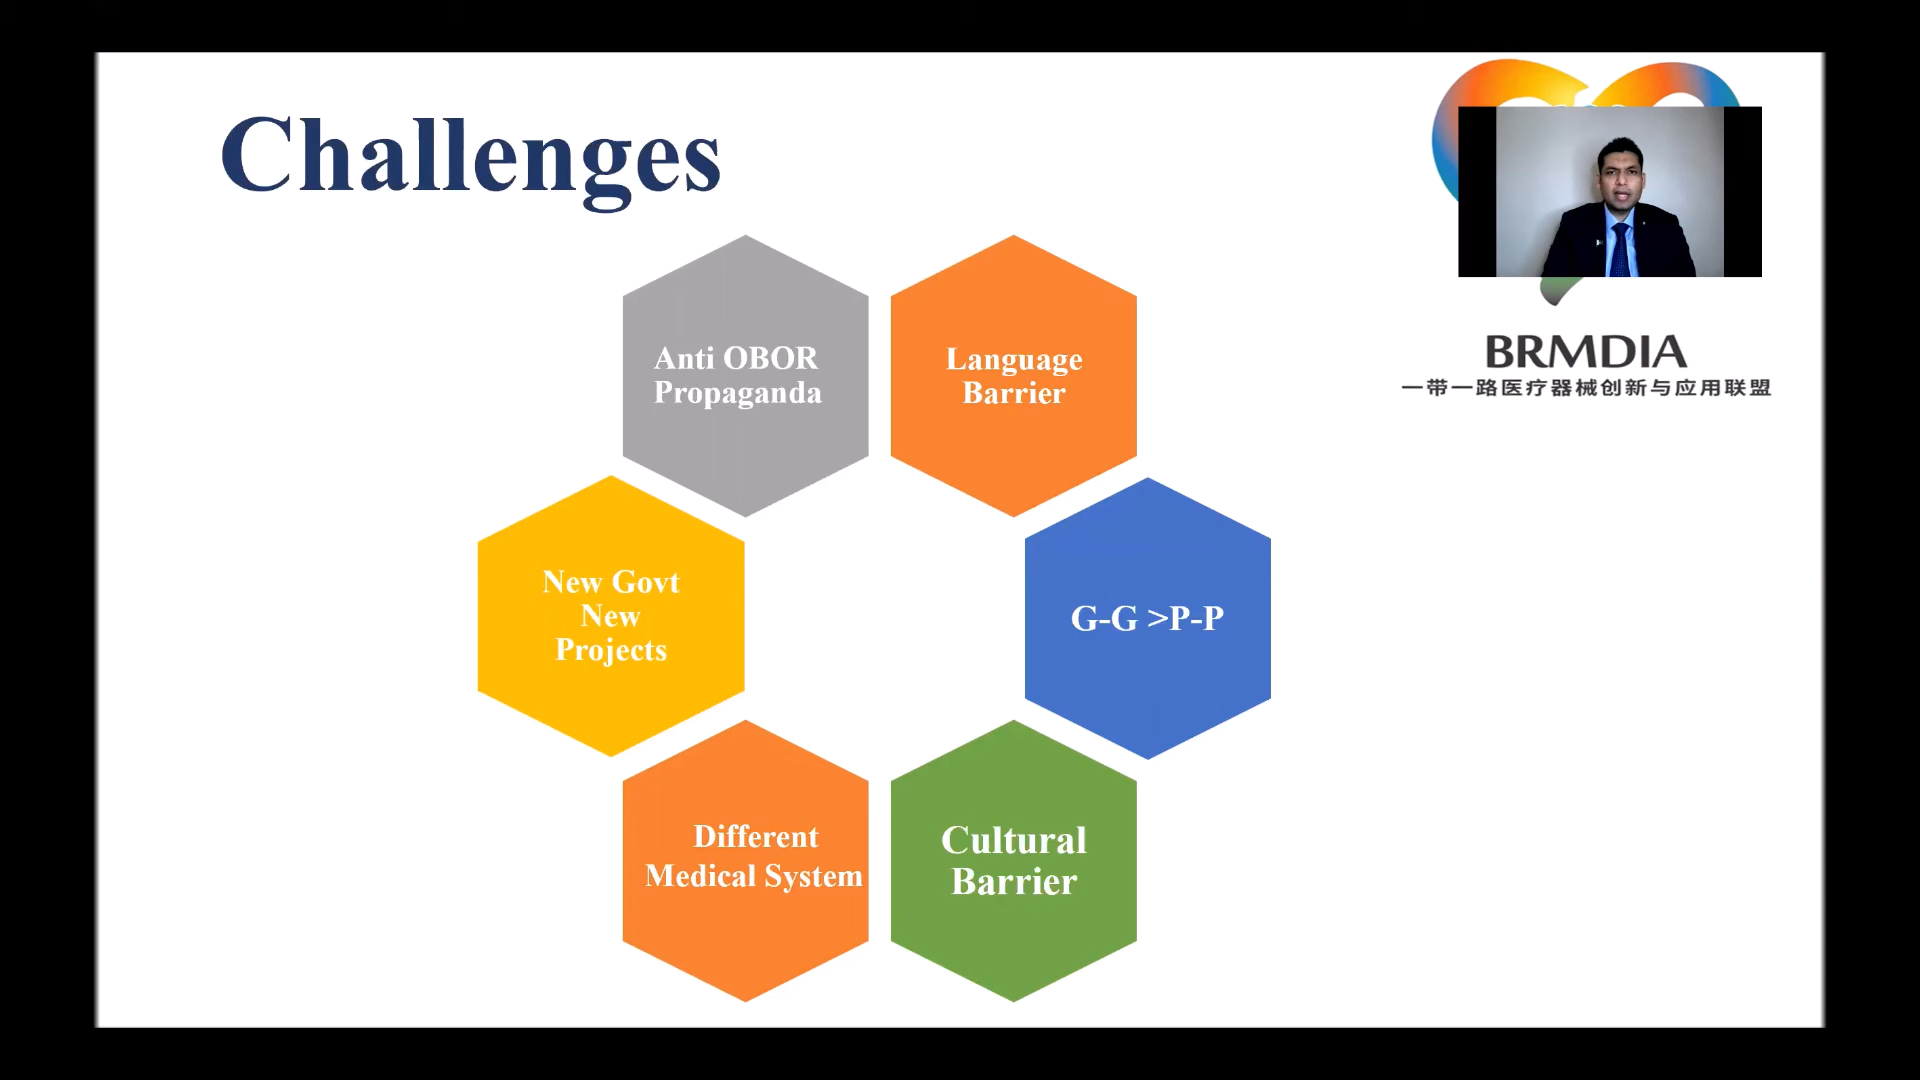 Challenges
Anti OBOR
Propaganda
Language
Barrier
New Govt
New
Projects
G-G >P-P
Different
Medical System
Cultural
Barrier
BRMDIA
一带一路医疗器械创新与应用联盟